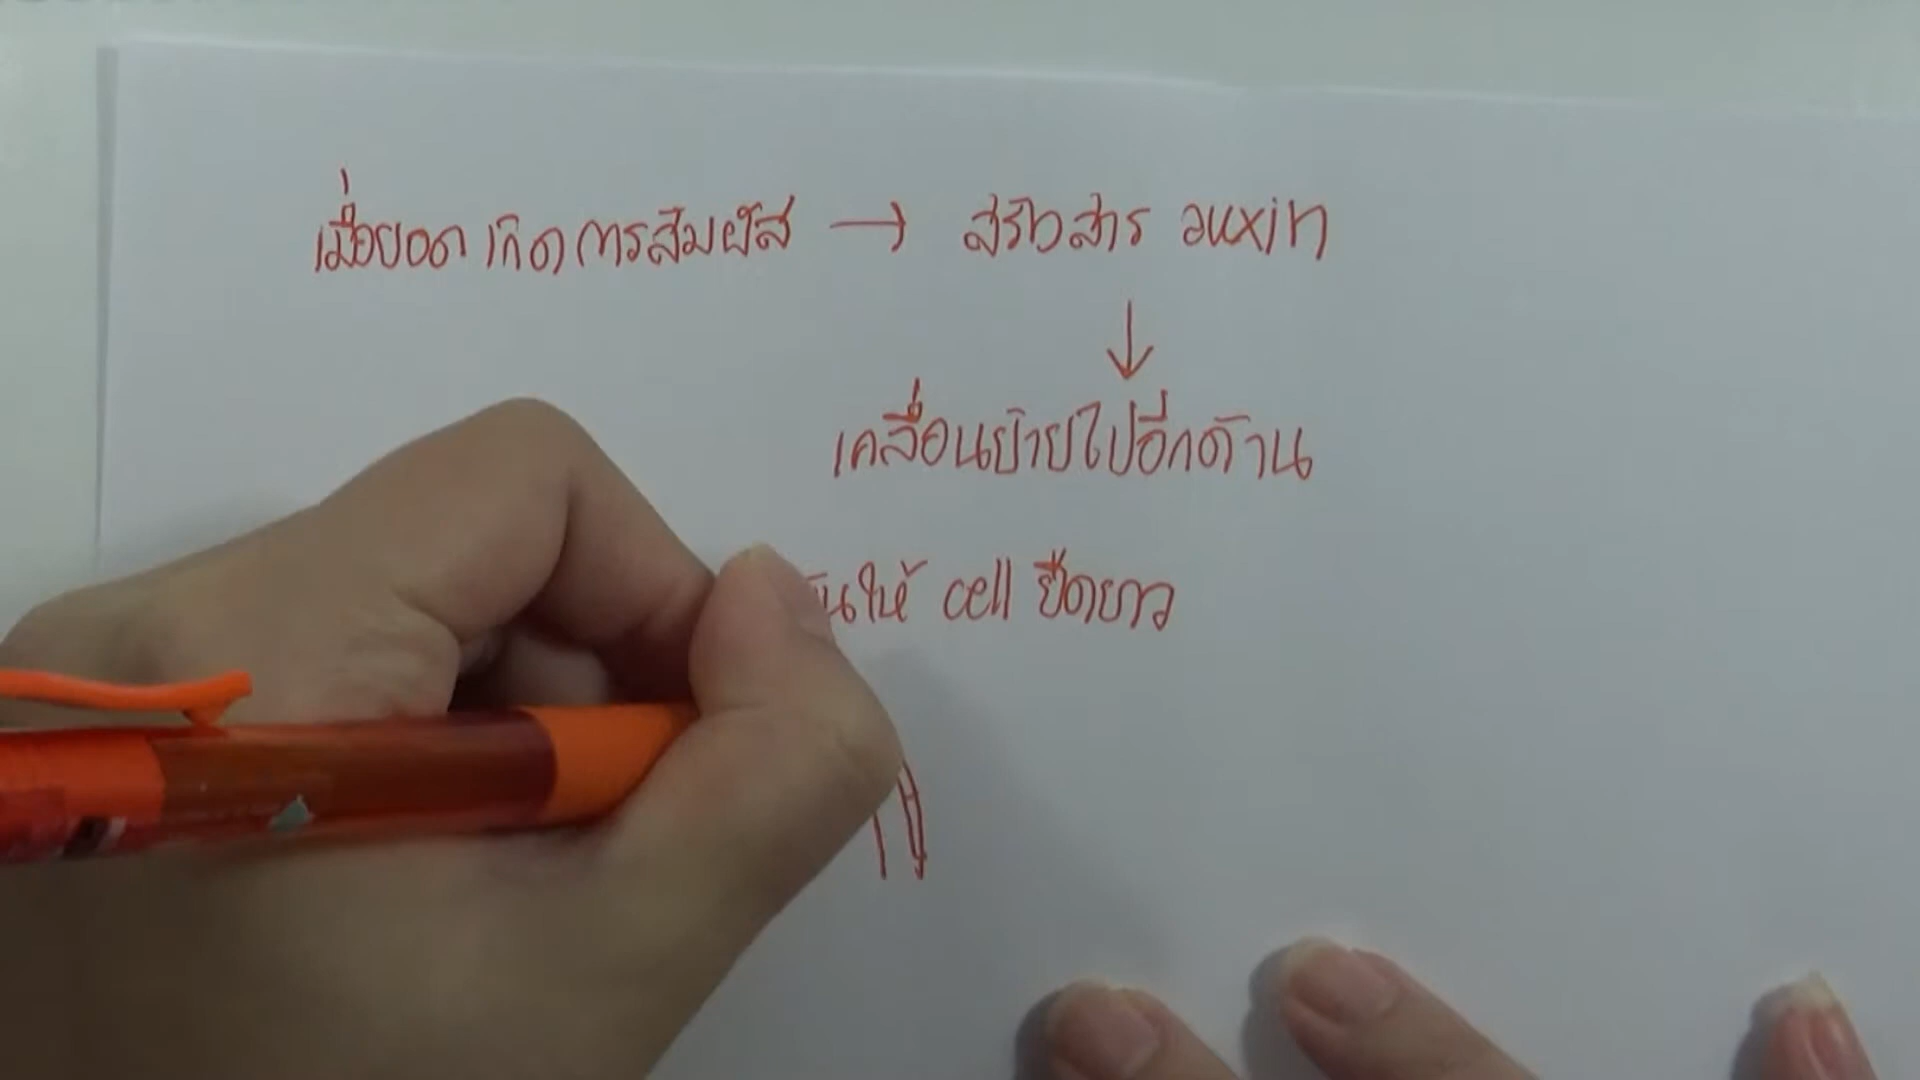 เมื่อยอด เกิด การสัมผัส → สร้างสาร auxin
↓
เคลื่อนย้ายไปอีกด้าน
ให้ cell ยืดยาว